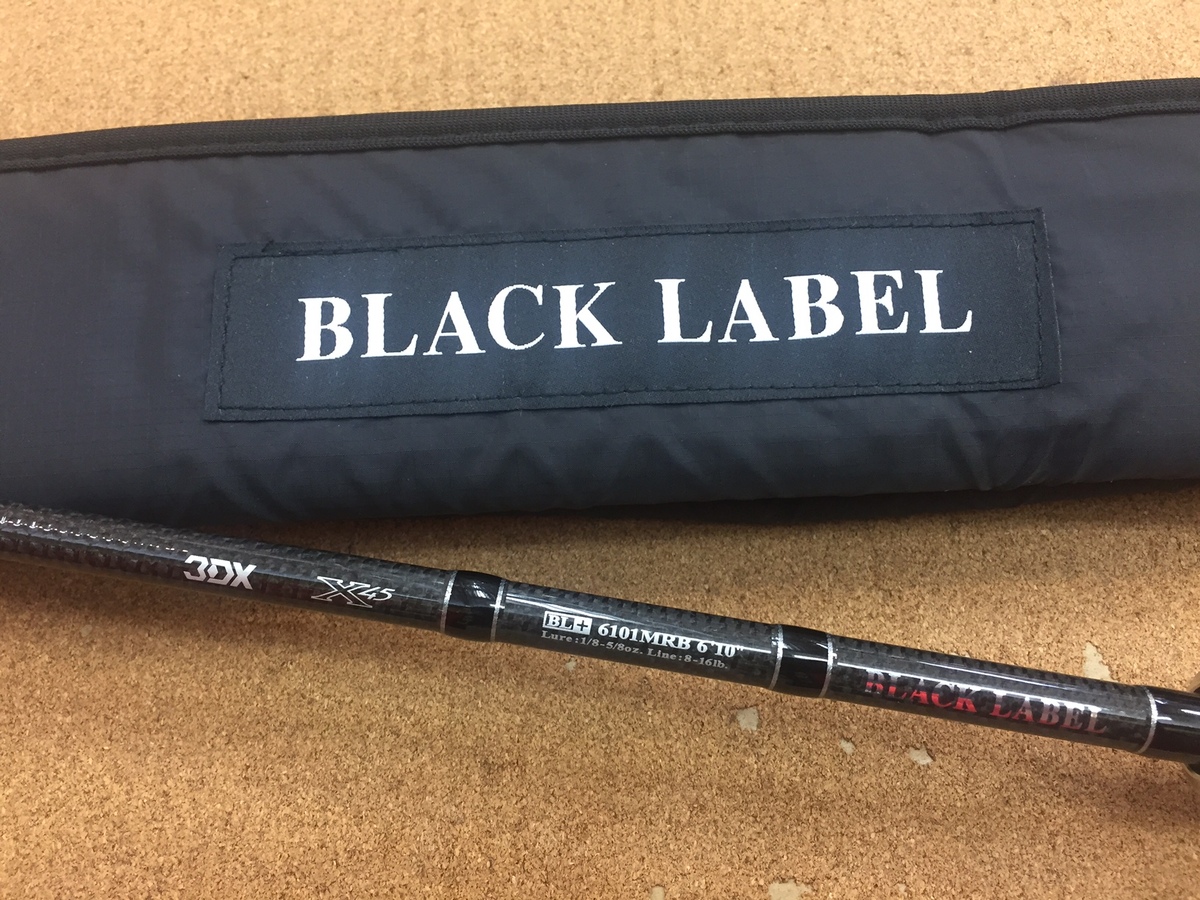 BLACK LABEL
3DX X45
BL+ 6101MRB 6'10"
Lure:1/8-5/8oz. Line:8-16lb.
BLACK LABEL